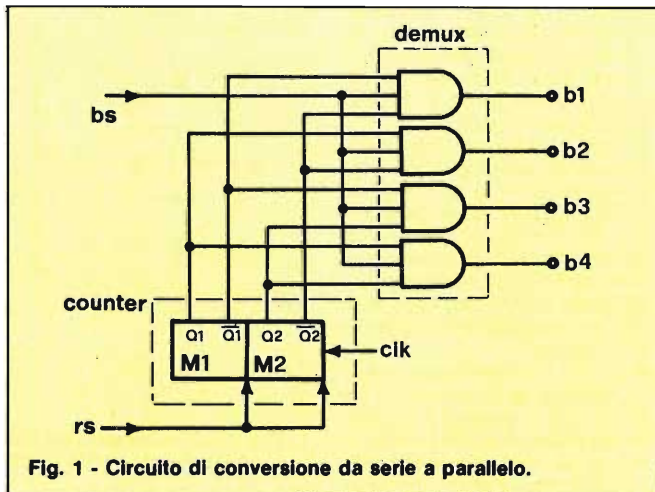 demux
bs
b1
b2
b3
b4
counter
Q1 Q̅1̅ Q2 Q̅2̅
M1 M2
clk
rs
Fig. 1 - Circuito di conversione da serie a parallelo.